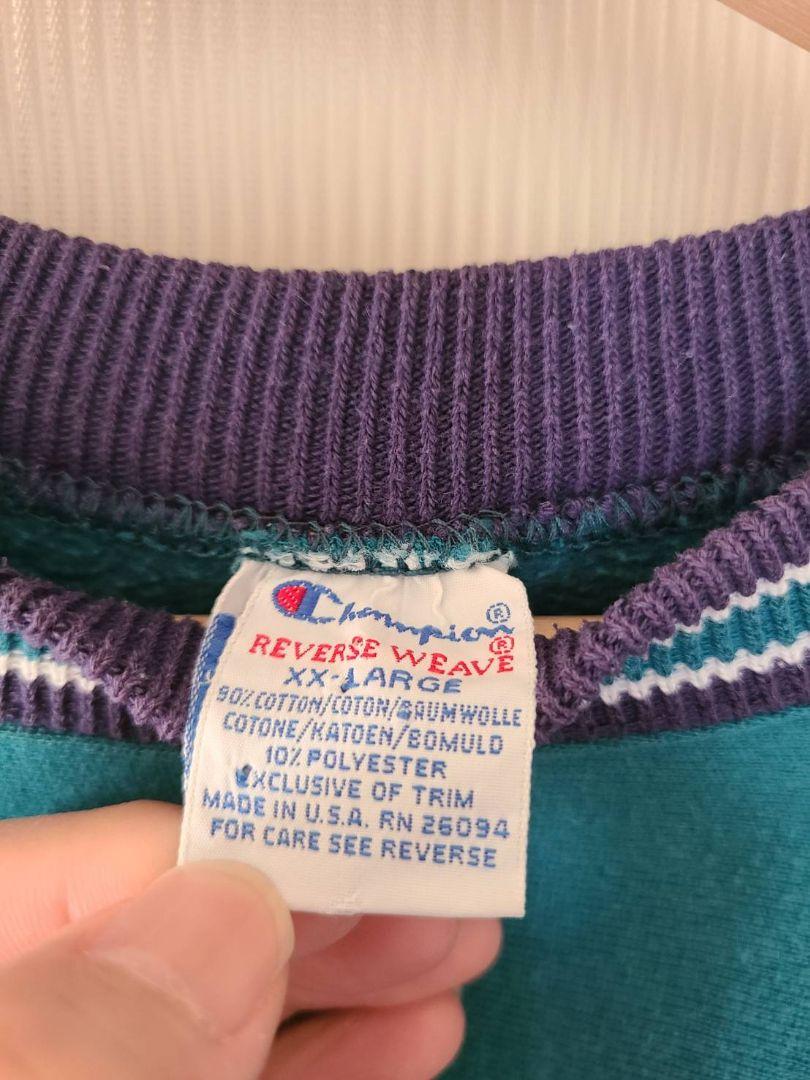 Champion®
REVERSE WEAVE®
XX-LARGE
90% COTTON/COTON/BAUMWOLLE
COTONE/KATOEN/BOMULD
10% POLYESTER
EXCLUSIVE OF TRIM
MADE IN U.S.A. RN 26094
FOR CARE SEE REVERSE